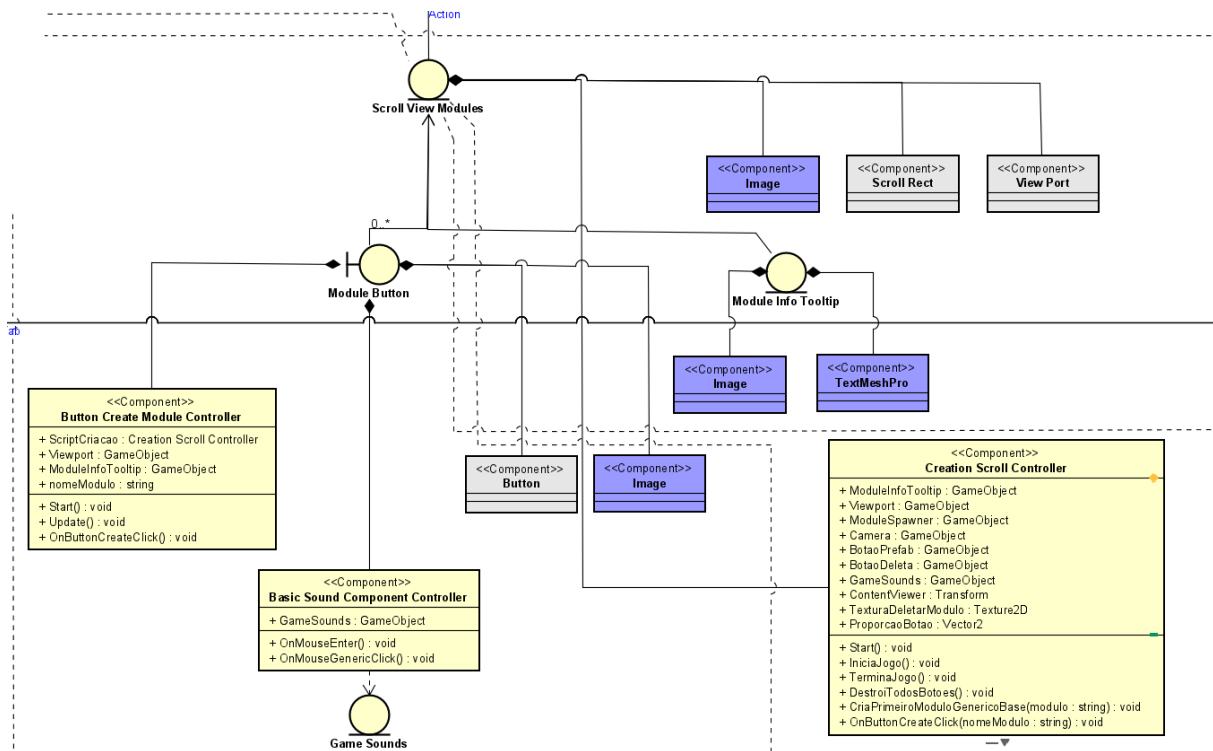 Action
Scroll View Modules
<<Component>>
Image
<<Component>>
Scroll Rect
<<Component>>
View Port
0..*
Module Button
Module Info Tooltip
ab
<<Component>>
Image
<<Component>>
TextMeshPro
<<Component>>
Button Create Module Controller
+ ScriptCriacao : Creation Scroll Controller
+ Viewport : GameObject
+ ModuleInfoTooltip : GameObject
+ nomeModulo : string
+ Start() : void
+ Update() : void
+ OnButtonCreateClick() : void
<<Component>>
Button
<<Component>>
Image
<<Component>>
Creation Scroll Controller
+ ModuleInfoTooltip : GameObject
+ Viewport : GameObject
+ ModuleSpawner : GameObject
+ Camera : GameObject
+ BotaoPrefab : GameObject
+ BotaoDeleta : GameObject
+ GameSounds : GameObject
+ ContentViewer : Transform
+ TexturaDeletarModulo : Texture2D
+ ProporcaoBotao : Vector2
+ Start() : void
+ IniciaJogo() : void
+ TerminaJogo() : void
+ DestroiTodosBotoes() : void
+ CriaPrimeiroModuloGenericoBase(modulo : string) : void
+ OnButtonCreateClick(nomeModulo : string) : void
<<Component>>
Basic Sound Component Controller
+ GameSounds : GameObject
+ OnMouseEnter() : void
+ OnMouseGenericClick() : void
Game Sounds